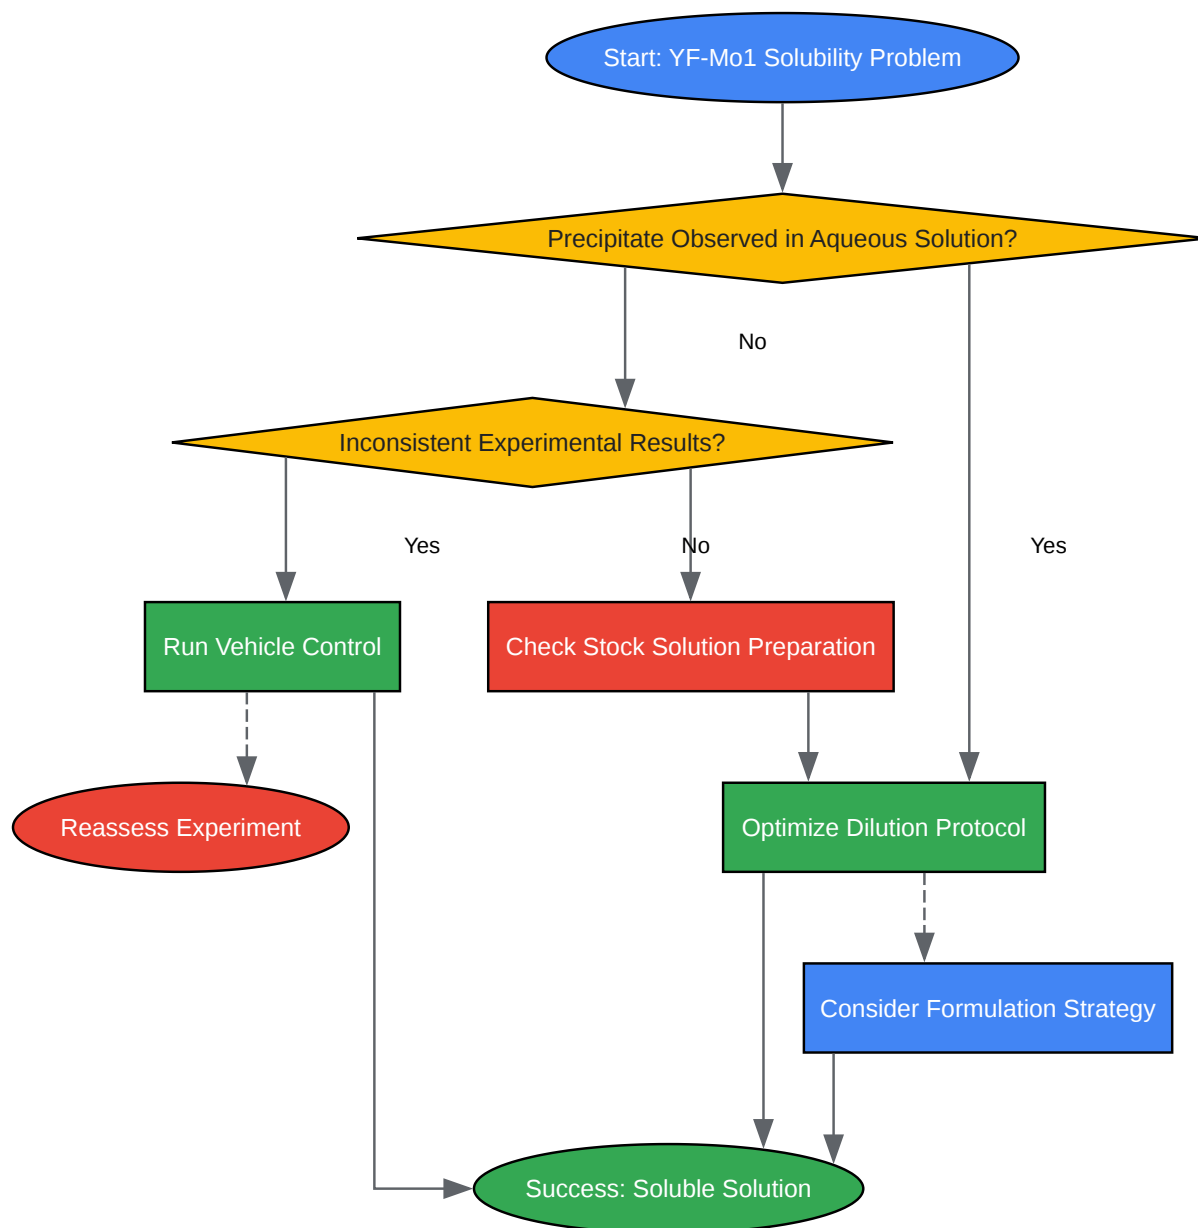 Start: YF-Mo1 Solubility Problem
Precipitate Observed in Aqueous Solution?
No
Inconsistent Experimental Results?
Yes
No
Yes
Run Vehicle Control
Check Stock Solution Preparation
Reassess Experiment
Optimize Dilution Protocol
Consider Formulation Strategy
Success: Soluble Solution